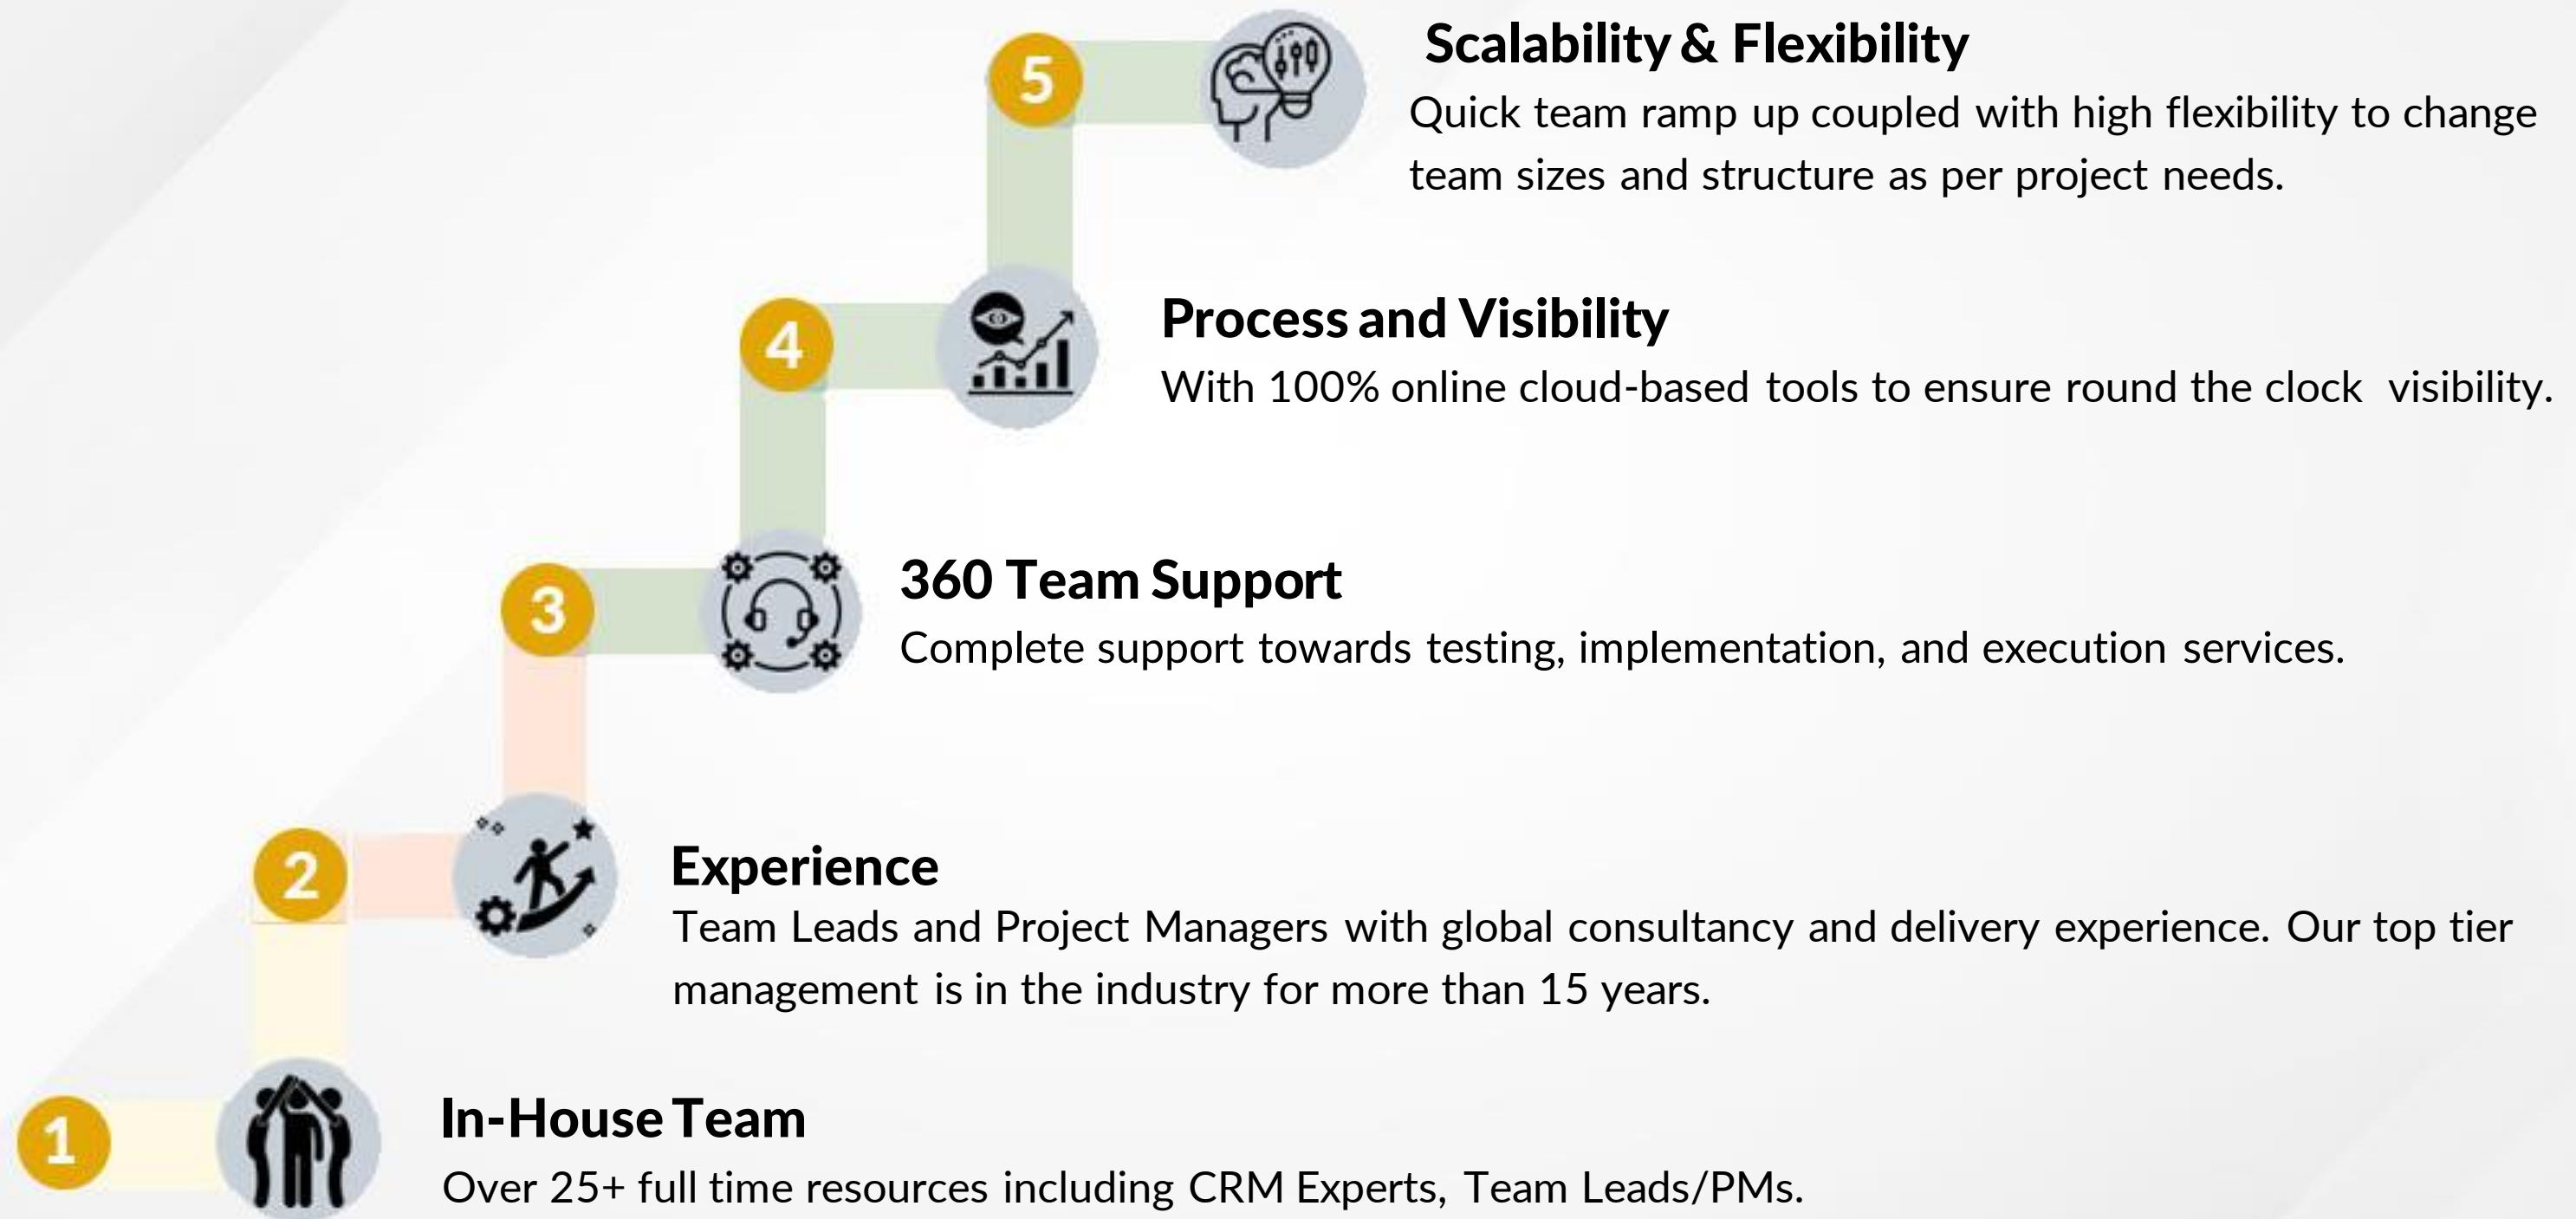 5
Scalability & Flexibility
Quick team ramp up coupled with high flexibility to change
team sizes and structure as per project needs.
4
Process and Visibility
With 100% online cloud-based tools to ensure round the clock visibility.
3
360 Team Support
Complete support towards testing, implementation, and execution services.
2
Experience
Team Leads and Project Managers with global consultancy and delivery experience. Our top tier
management is in the industry for more than 15 years.
1
In-House Team
Over 25+ full time resources including CRM Experts, Team Leads/PMs.